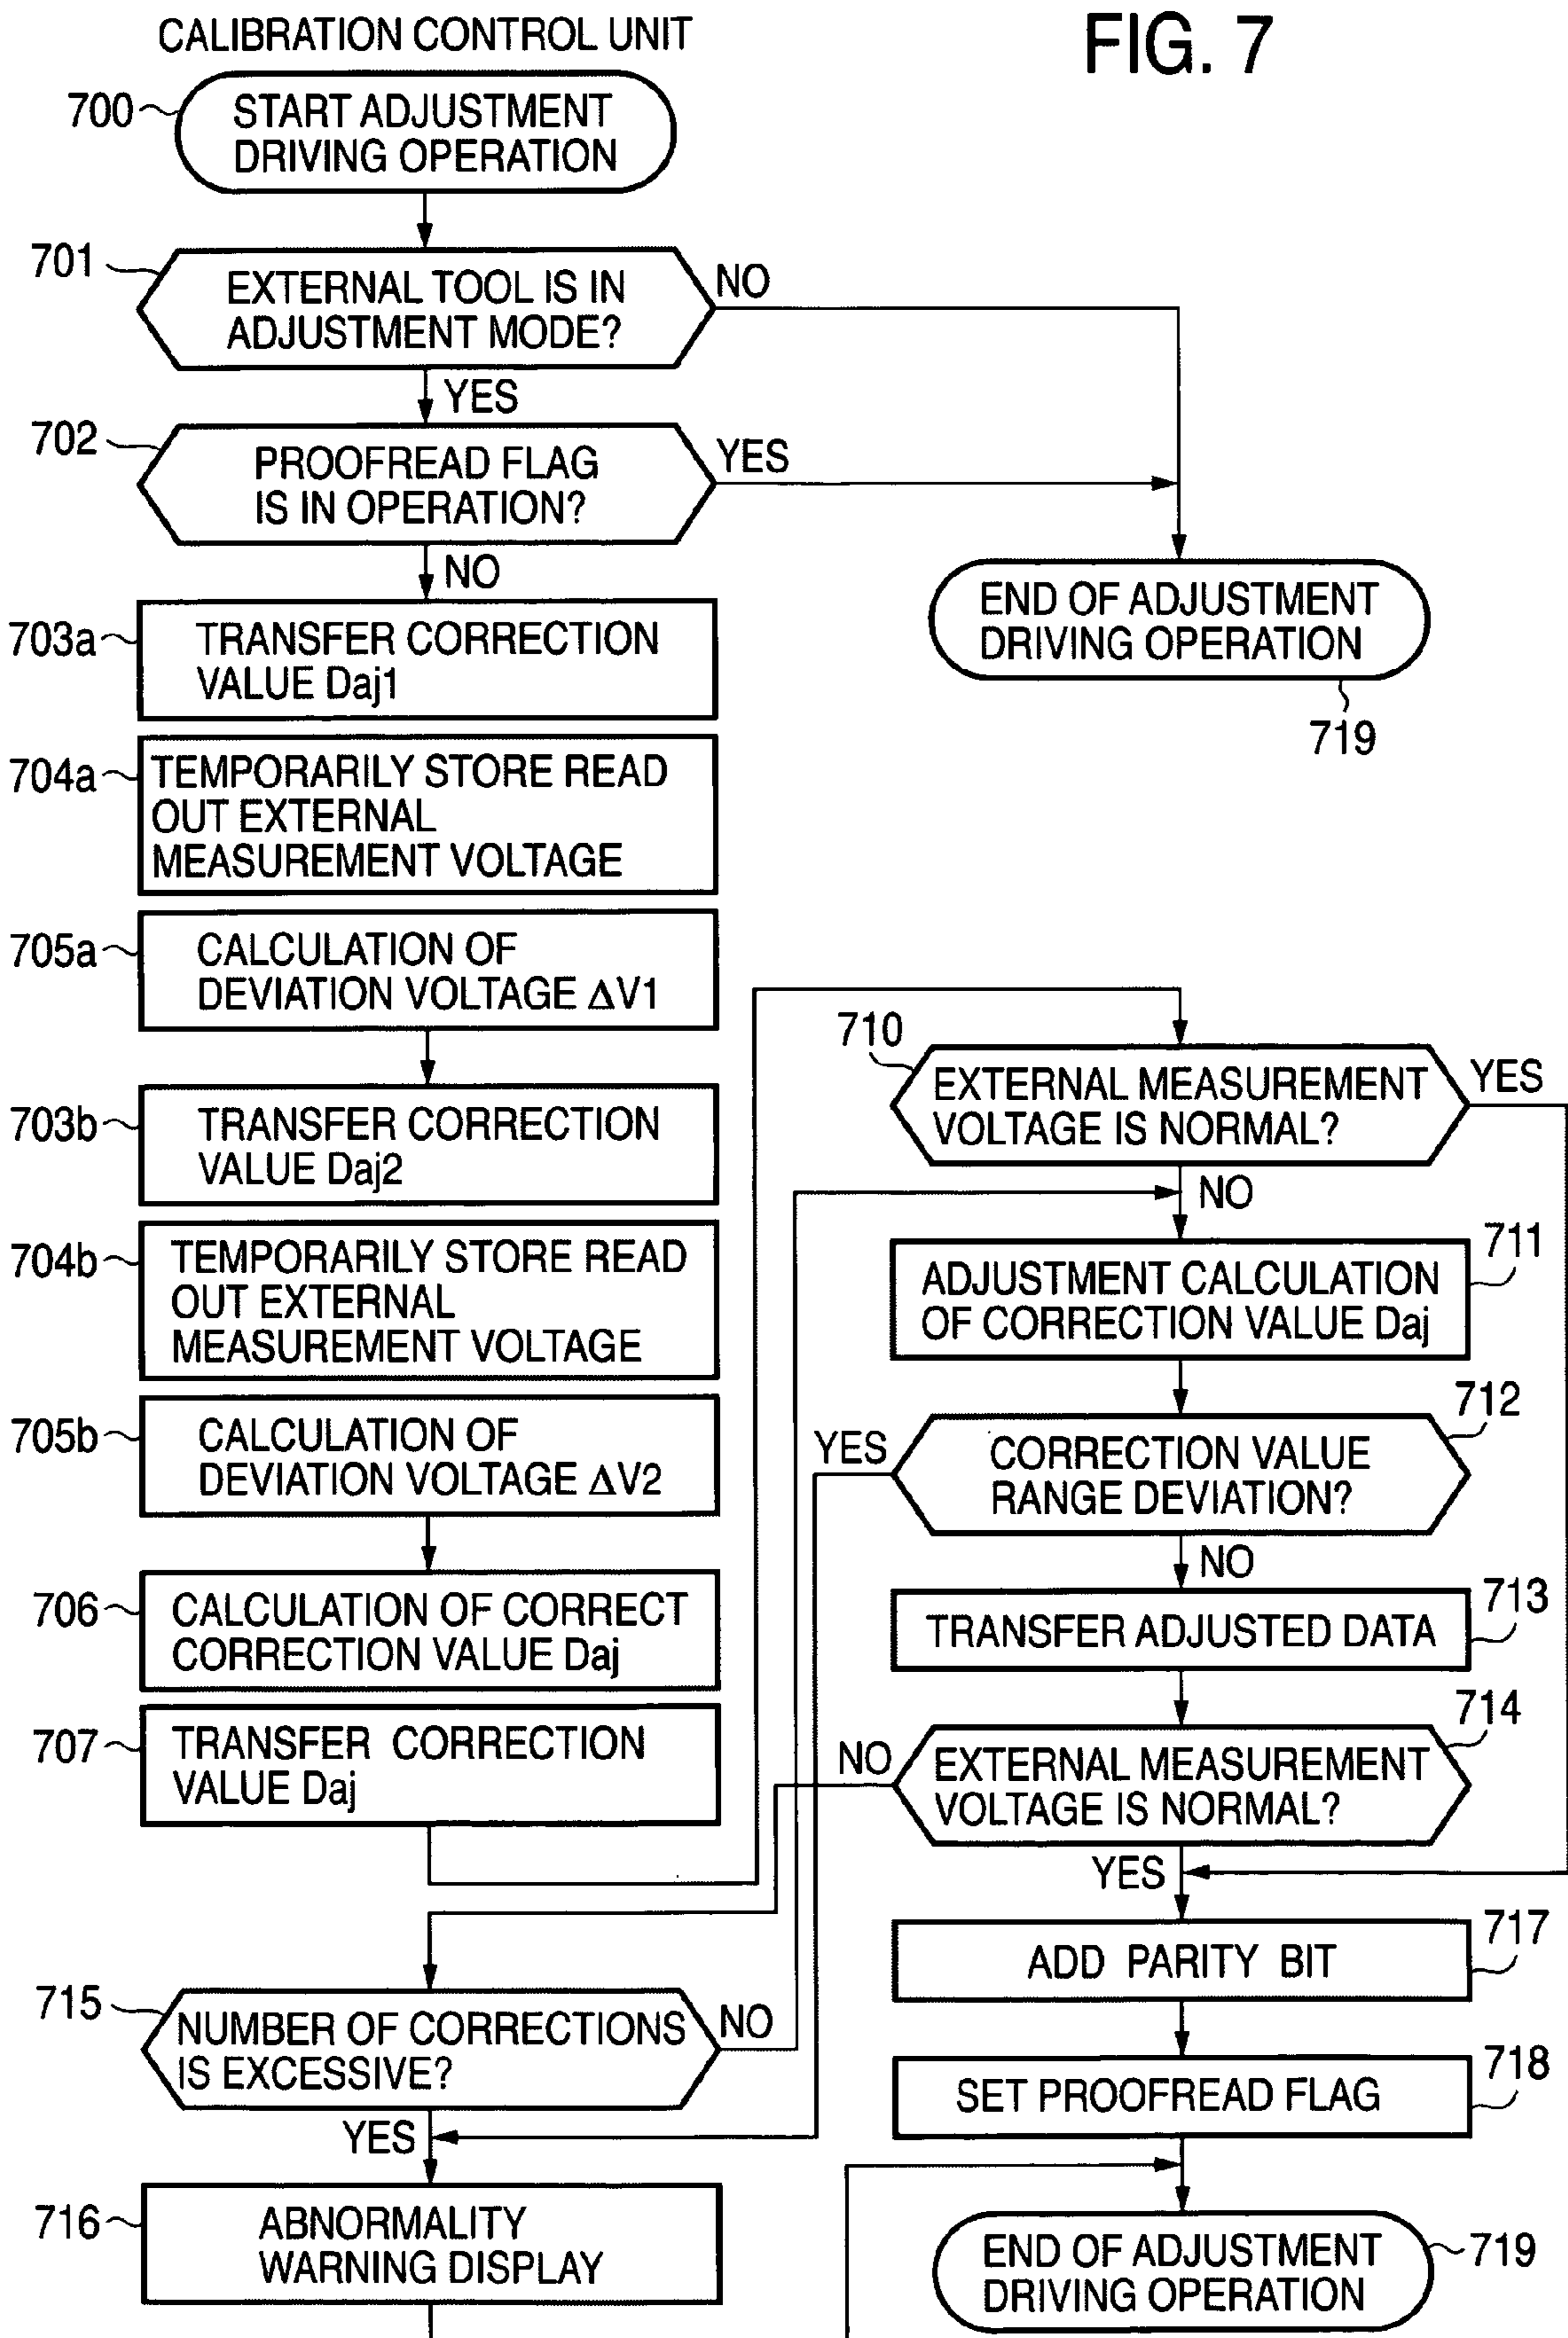 CALIBRATION CONTROL UNIT
FIG. 7
700
START ADJUSTMENT
DRIVING OPERATION
701
EXTERNAL TOOL IS IN
ADJUSTMENT MODE?
NO
YES
702
PROOFREAD FLAG
IS IN OPERATION?
YES
NO
END OF ADJUSTMENT
DRIVING OPERATION
719
703a
TRANSFER CORRECTION
VALUE Daj1
704a
TEMPORARILY STORE READ
OUT EXTERNAL
MEASUREMENT VOLTAGE
705a
CALCULATION OF
DEVIATION VOLTAGE ΔV1
703b
TRANSFER CORRECTION
VALUE Daj2
704b
TEMPORARILY STORE READ
OUT EXTERNAL
MEASUREMENT VOLTAGE
705b
CALCULATION OF
DEVIATION VOLTAGE ΔV2
706
CALCULATION OF CORRECT
CORRECTION VALUE Daj
707
TRANSFER CORRECTION
VALUE Daj
710
EXTERNAL MEASUREMENT
VOLTAGE IS NORMAL?
YES
NO
711
ADJUSTMENT CALCULATION
OF CORRECTION VALUE Daj
712
CORRECTION VALUE
RANGE DEVIATION?
YES
NO
713
TRANSFER ADJUSTED DATA
714
EXTERNAL MEASUREMENT
VOLTAGE IS NORMAL?
NO
YES
715
NUMBER OF CORRECTIONS
IS EXCESSIVE?
NO
YES
716
ABNORMALITY
WARNING DISPLAY
717
ADD PARITY BIT
718
SET PROOFREAD FLAG
END OF ADJUSTMENT
DRIVING OPERATION
719